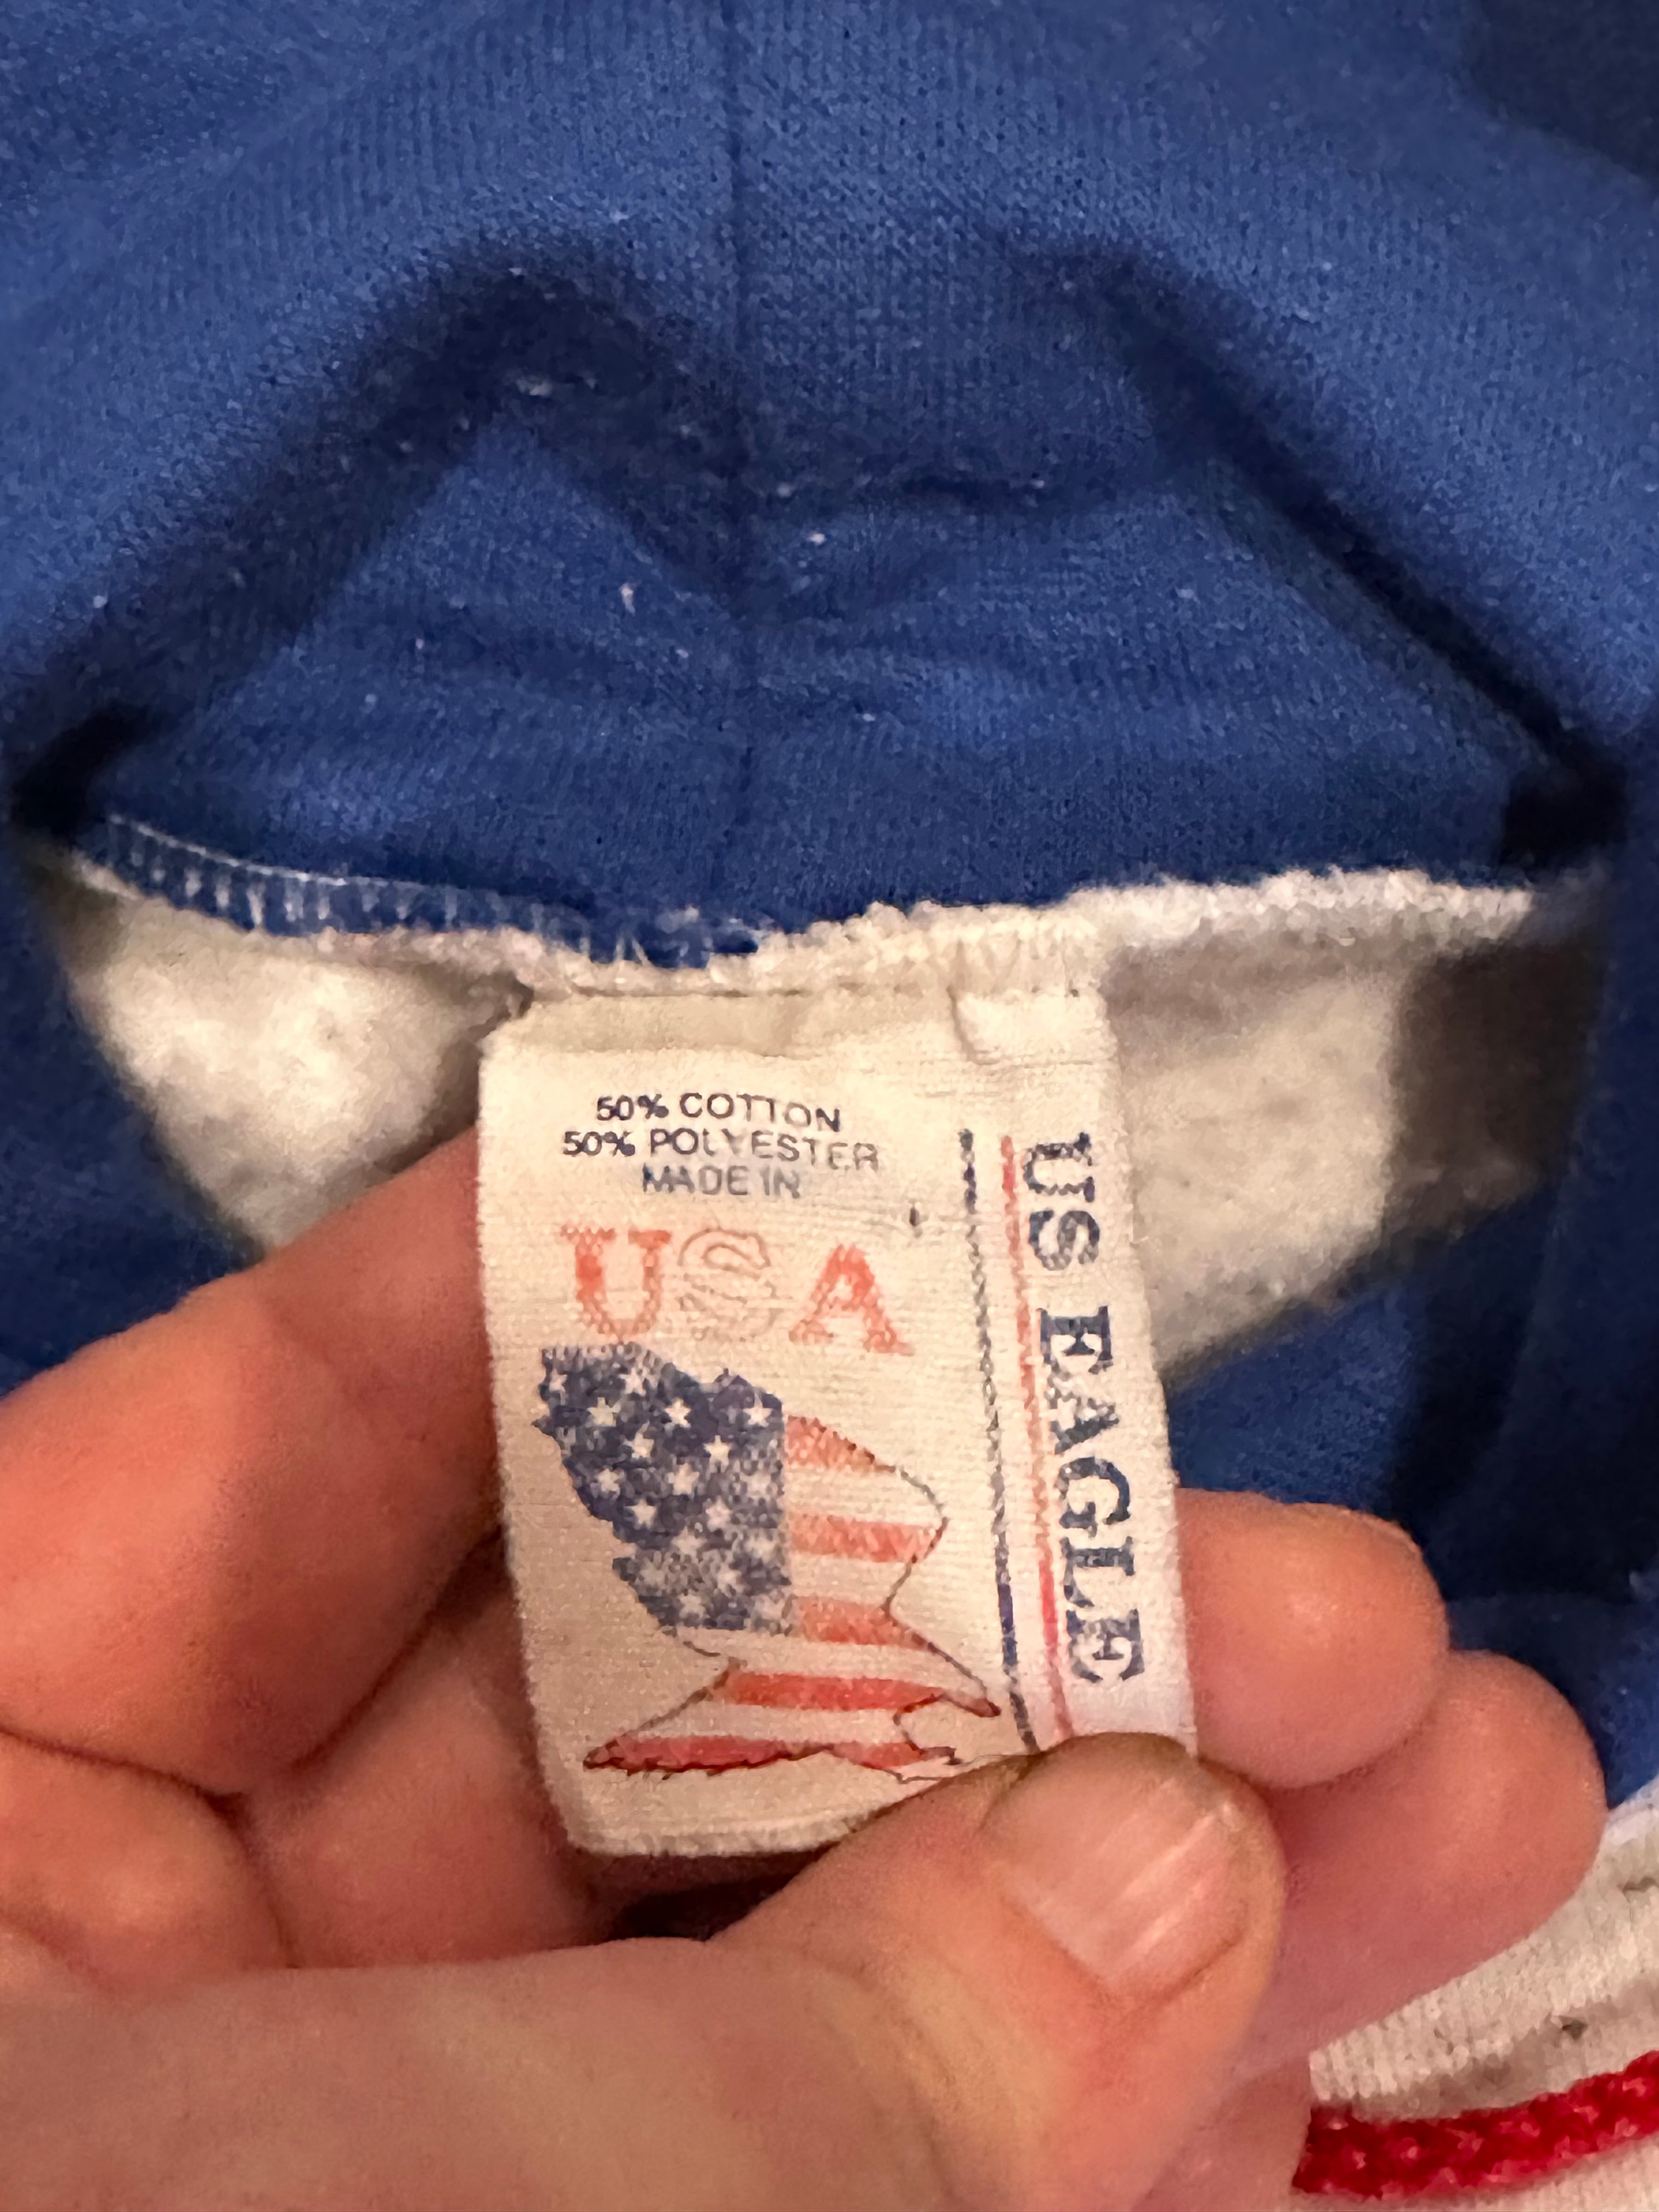 50% COTTON
50% POLYESTER
MADE IN
USA
US EAGLE